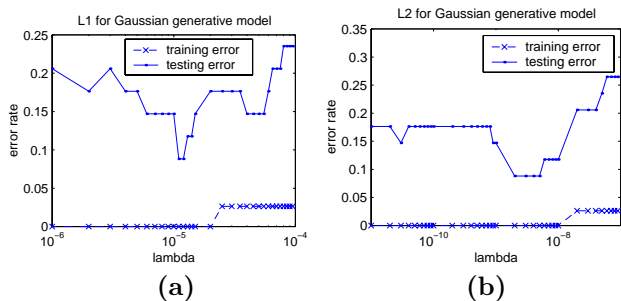 L1 for Gaussian generative model
training error
testing error
0.25
0.2
0.15
0.1
0.05
0
error rate
10^-6
10^-5
10^-4
lambda
(a)
L2 for Gaussian generative model
training error
testing error
0.35
0.3
0.25
0.2
0.15
0.1
0.05
0
error rate
10^-10
10^-8
lambda
(b)